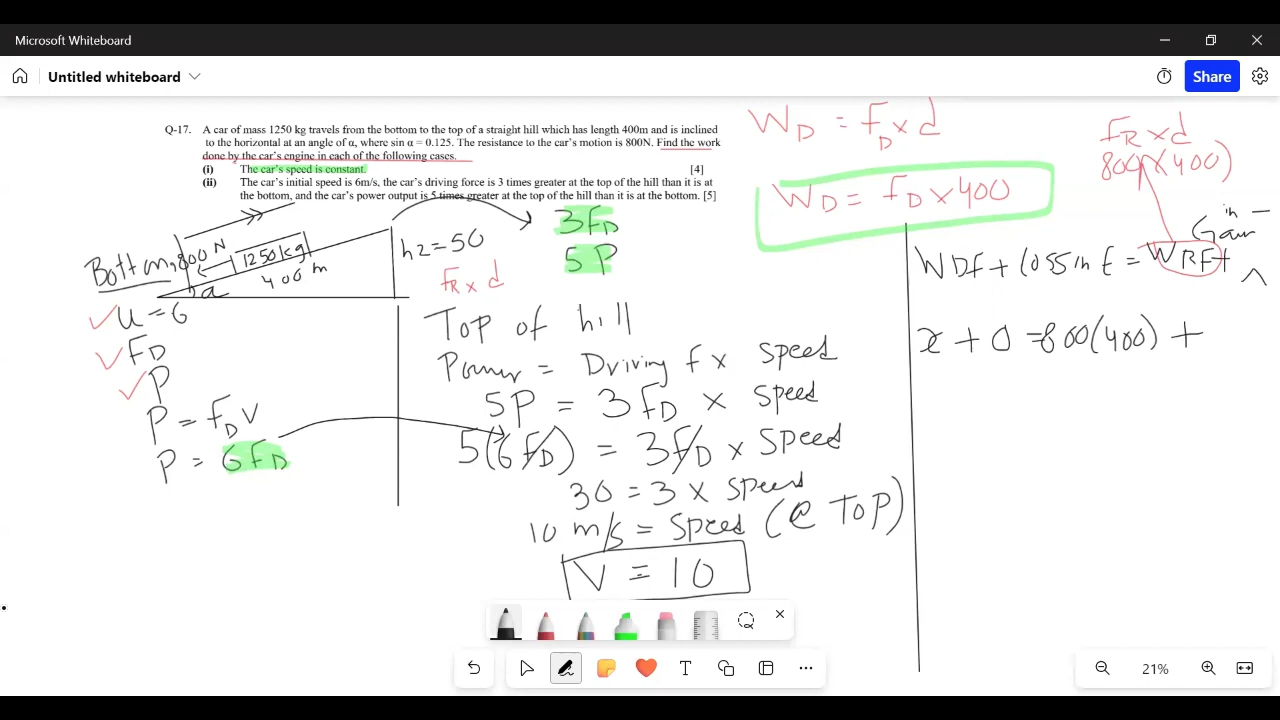 Microsoft Whiteboard
Untitled whiteboard
Share
Q-17. A car of mass 1250 kg travels from the bottom to the top of a straight hill which has length 400m and is inclined
to the horizontal at an angle of α, where sin α = 0.125. The resistance to the car's motion is 800N. Find the work
done by the car's engine in each of the following cases.
(i) The car's speed is constant. [4]
(ii) The car's initial speed is 6m/s, the car's driving force is 3 times greater at the top of the hill than it is at
the bottom, and the car's power output is 5 times greater at the top of the hill than it is at the bottom. [5]
Bottom
800 N
1250kg
400 m
a
h2=50
3FD
5P
FR x d
u = 6
FD
P
P = FDV
P = 6FD
Top of hill
Power = Driving f x speed
5P = 3FD x speed
5(6FD) = 3FD x speed
30 = 3 x speed
10 m/s = speed (@ Top)
V = 10
WD = FD x d
WD = FD x 400
FR x d
800 x (400)
in
Gain
WDF + loss in E = WRF +
x + 0 = 800(400) +
21%